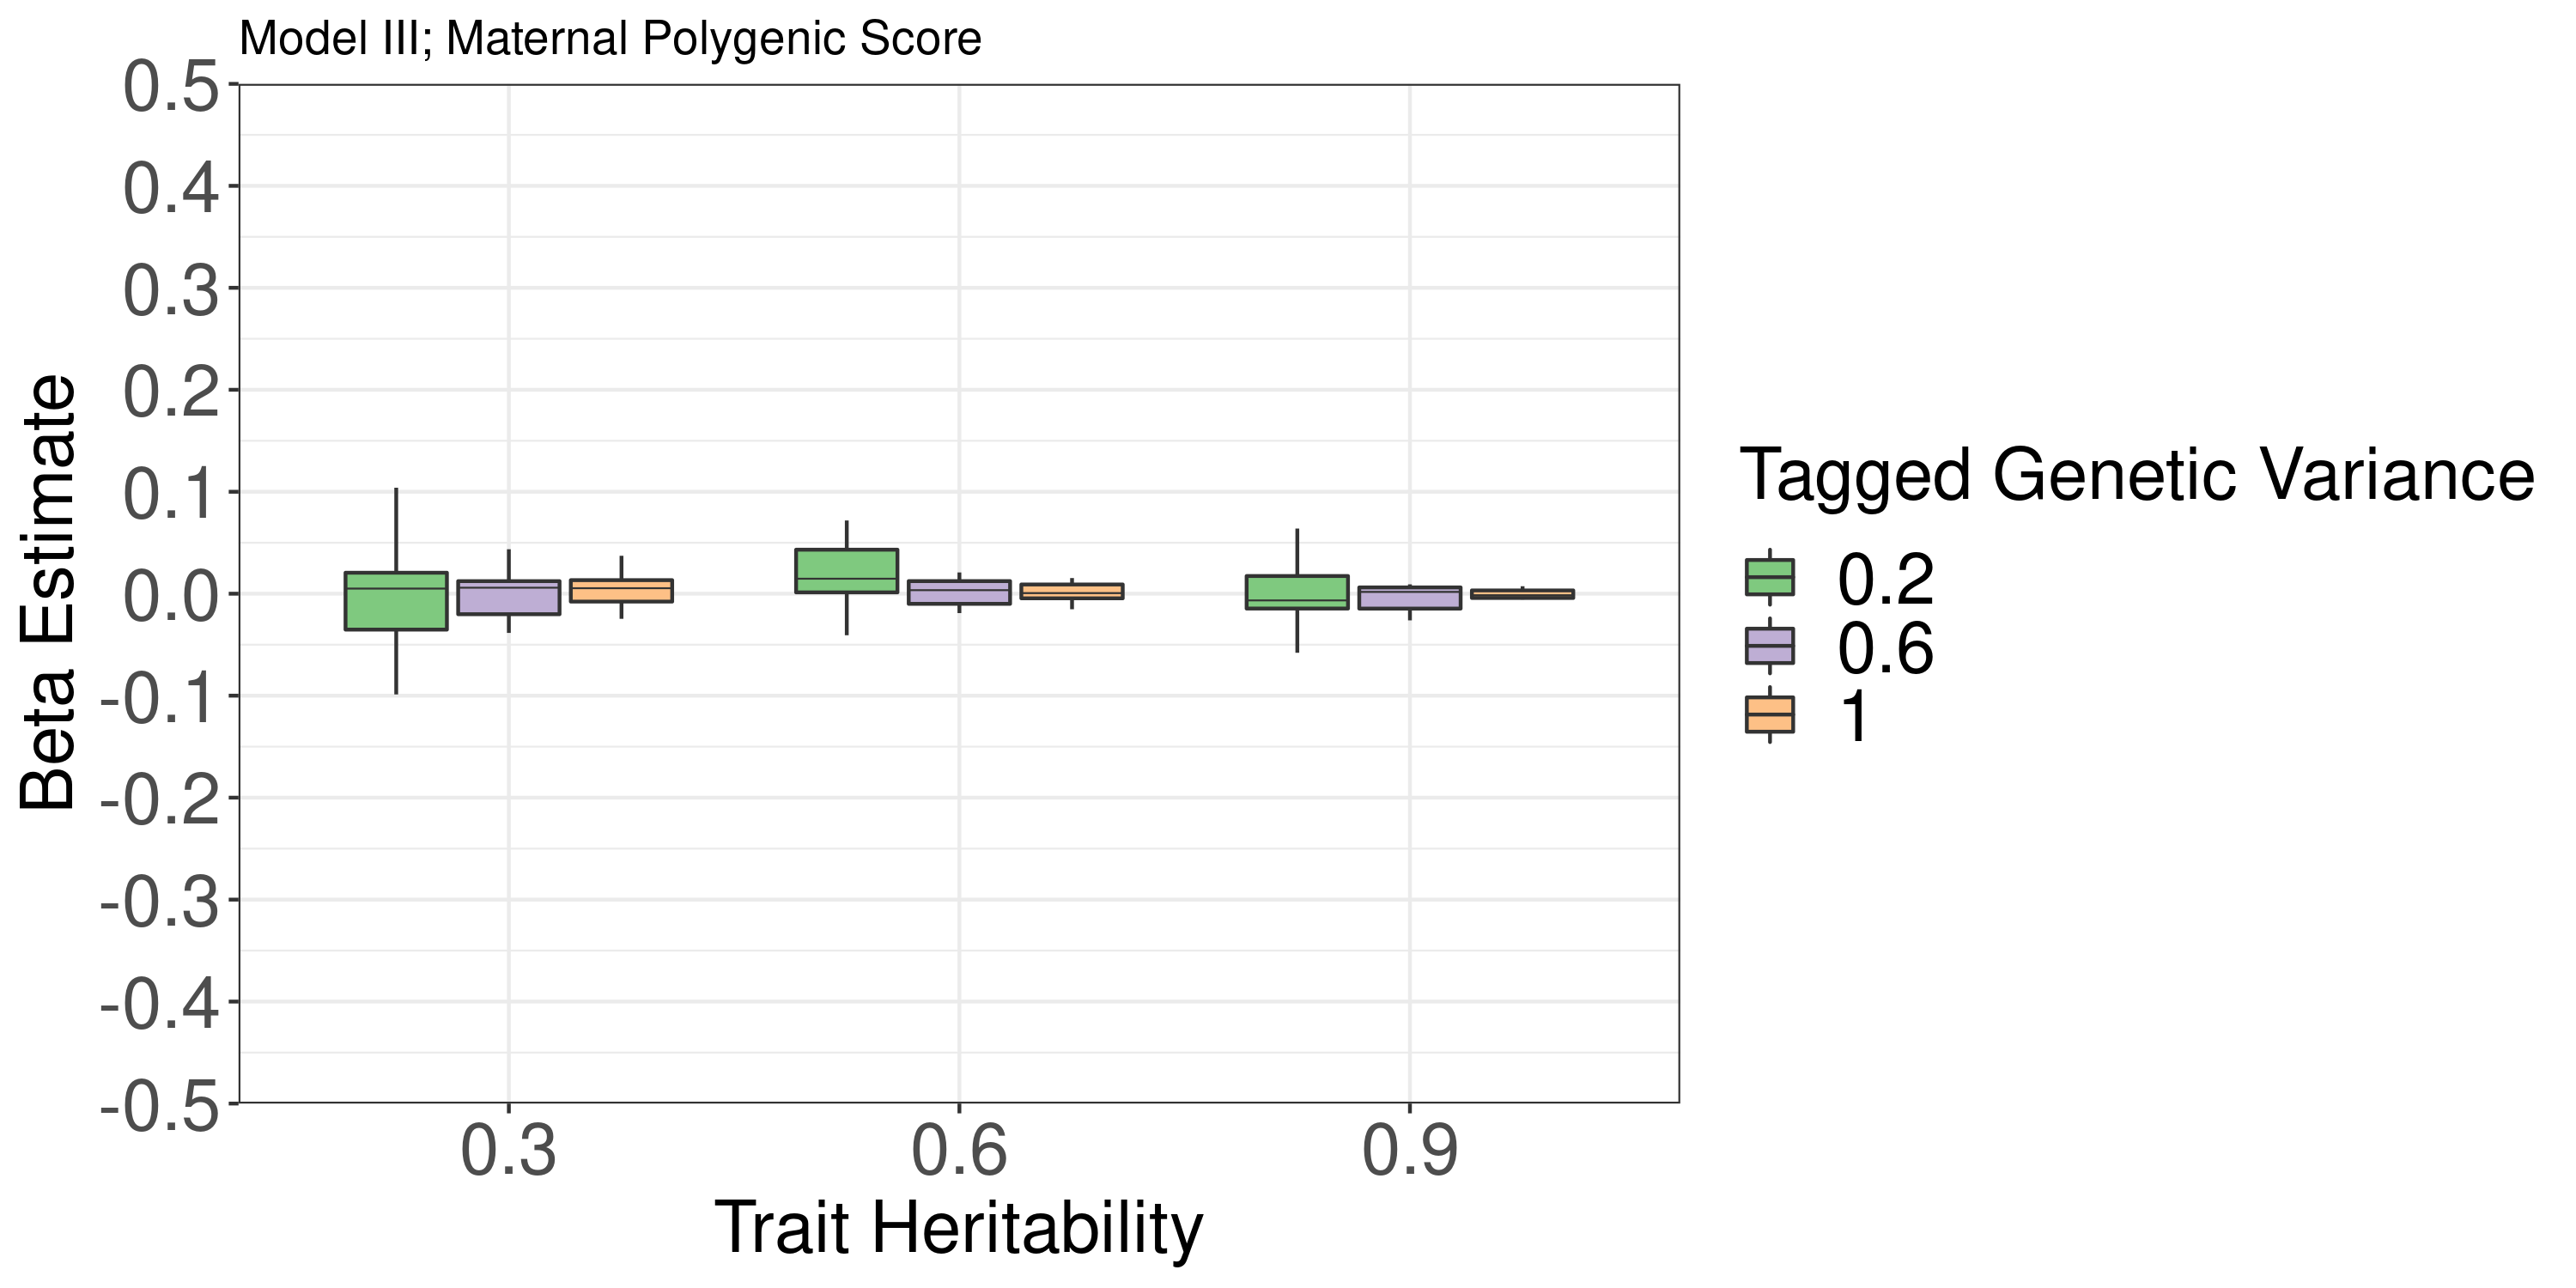 Model III; Maternal Polygenic Score
0.5
0.4
0.3
0.2
0.1
0.0
-0.1
-0.2
-0.3
-0.4
-0.5
Beta Estimate
0.3 0.6 0.9
Trait Heritability
Tagged Genetic Variance
0.2
0.6
1